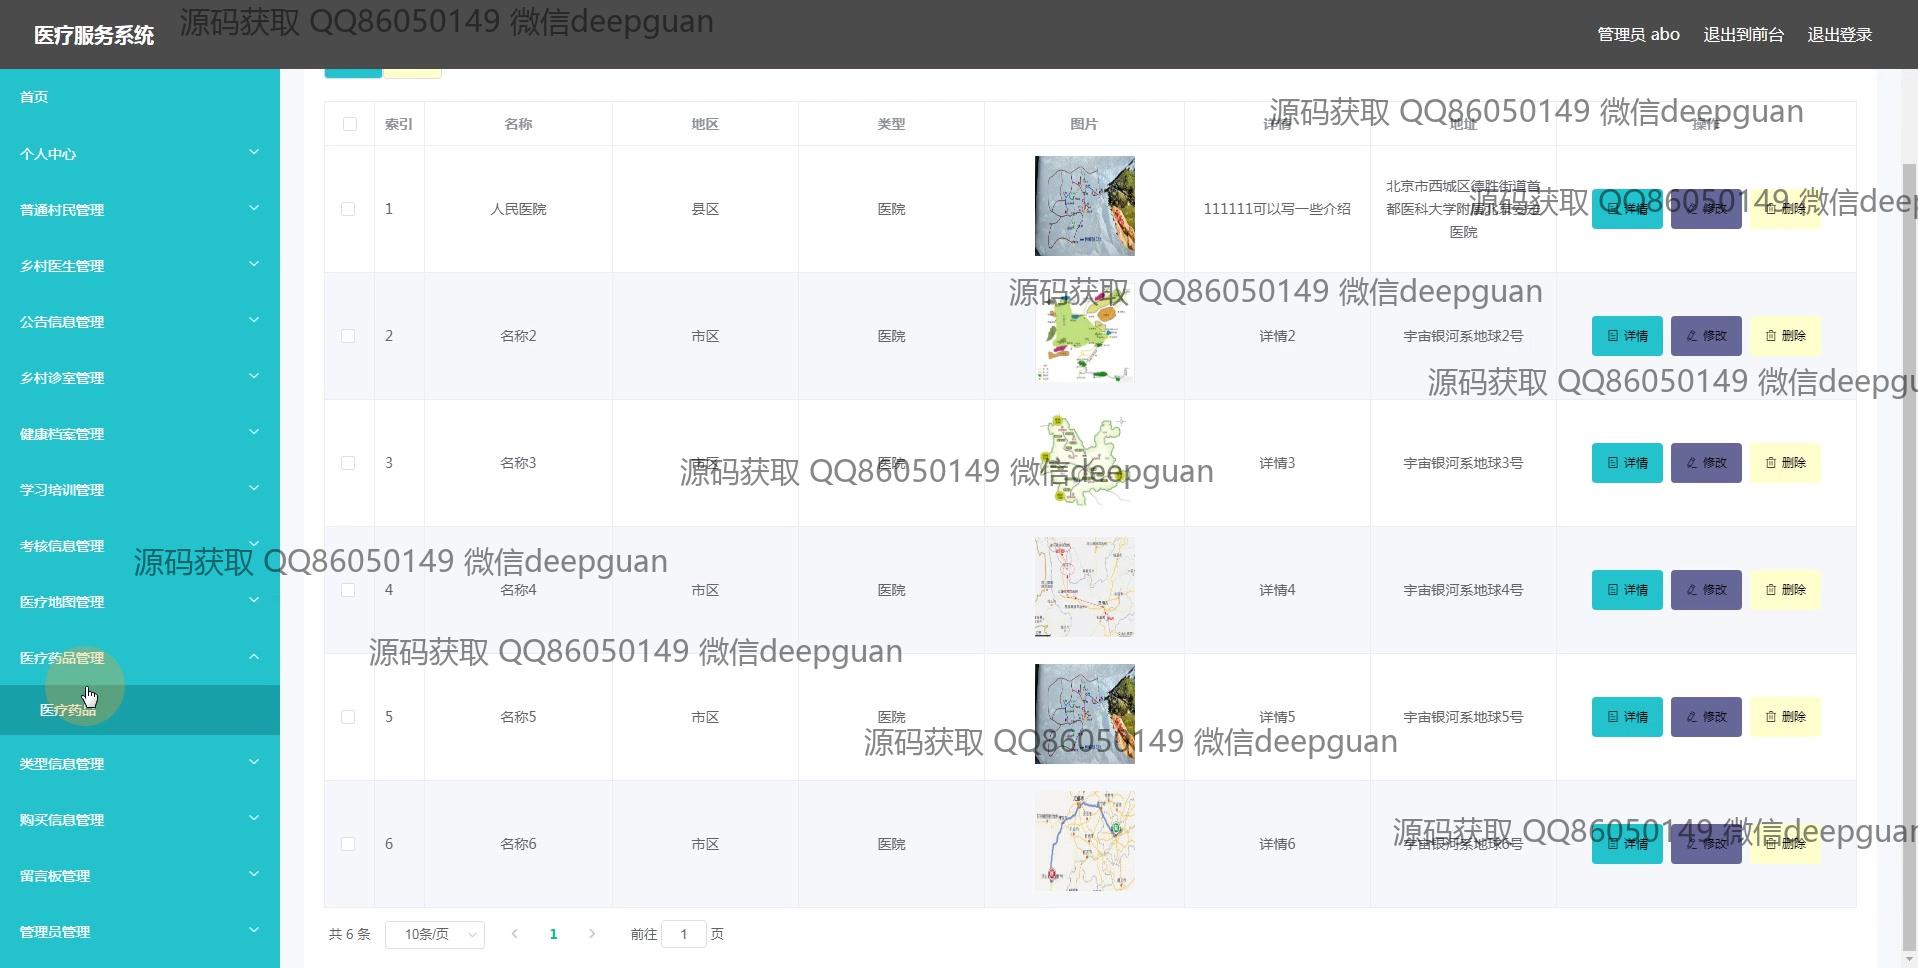 医疗服务系统
源码获取 QQ86050149 微信deepguan
管理员 abo
退出到前台
退出登录
首页
个人中心
普通村民管理
乡村医生管理
公告信息管理
乡村诊室管理
健康档案管理
学习培训管理
考核信息管理
医疗地图管理
医疗药品管理
医疗药品
类型信息管理
购买信息管理
留言板管理
管理员管理
源码获取 QQ86050149 微信deepguan
索引 名称 地区 类型 图片 详情 地址 操作
1 人民医院 县区 医院 111111可以写一些介绍
北京市西城区德胜街道首
都医科大学附属北京安定
医院
详情 修改 删除
源码获取 QQ86050149 微信deep
源码获取 QQ86050149 微信deepguan
2 名称2 市区 医院 详情2 宇宙银河系地球2号 详情 修改 删除
源码获取 QQ86050149 微信deepgu
3 名称3 市区 医院 详情3 宇宙银河系地球3号 详情 修改 删除
源码获取 QQ86050149 微信deepguan
源码获取 QQ86050149 微信deepguan
4 名称4 市区 医院 详情4 宇宙银河系地球4号 详情 修改 删除
源码获取 QQ86050149 微信deepguan
5 名称5 市区 医院 详情5 宇宙银河系地球5号 详情 修改 删除
源码获取 QQ86050149 微信deepguan
源码获取 QQ86050149 微信deepguan
6 名称6 市区 医院 详情6 宇宙银河系地球6号 详情 修改 删除
共 6 条 10条/页 1 前往 1 页